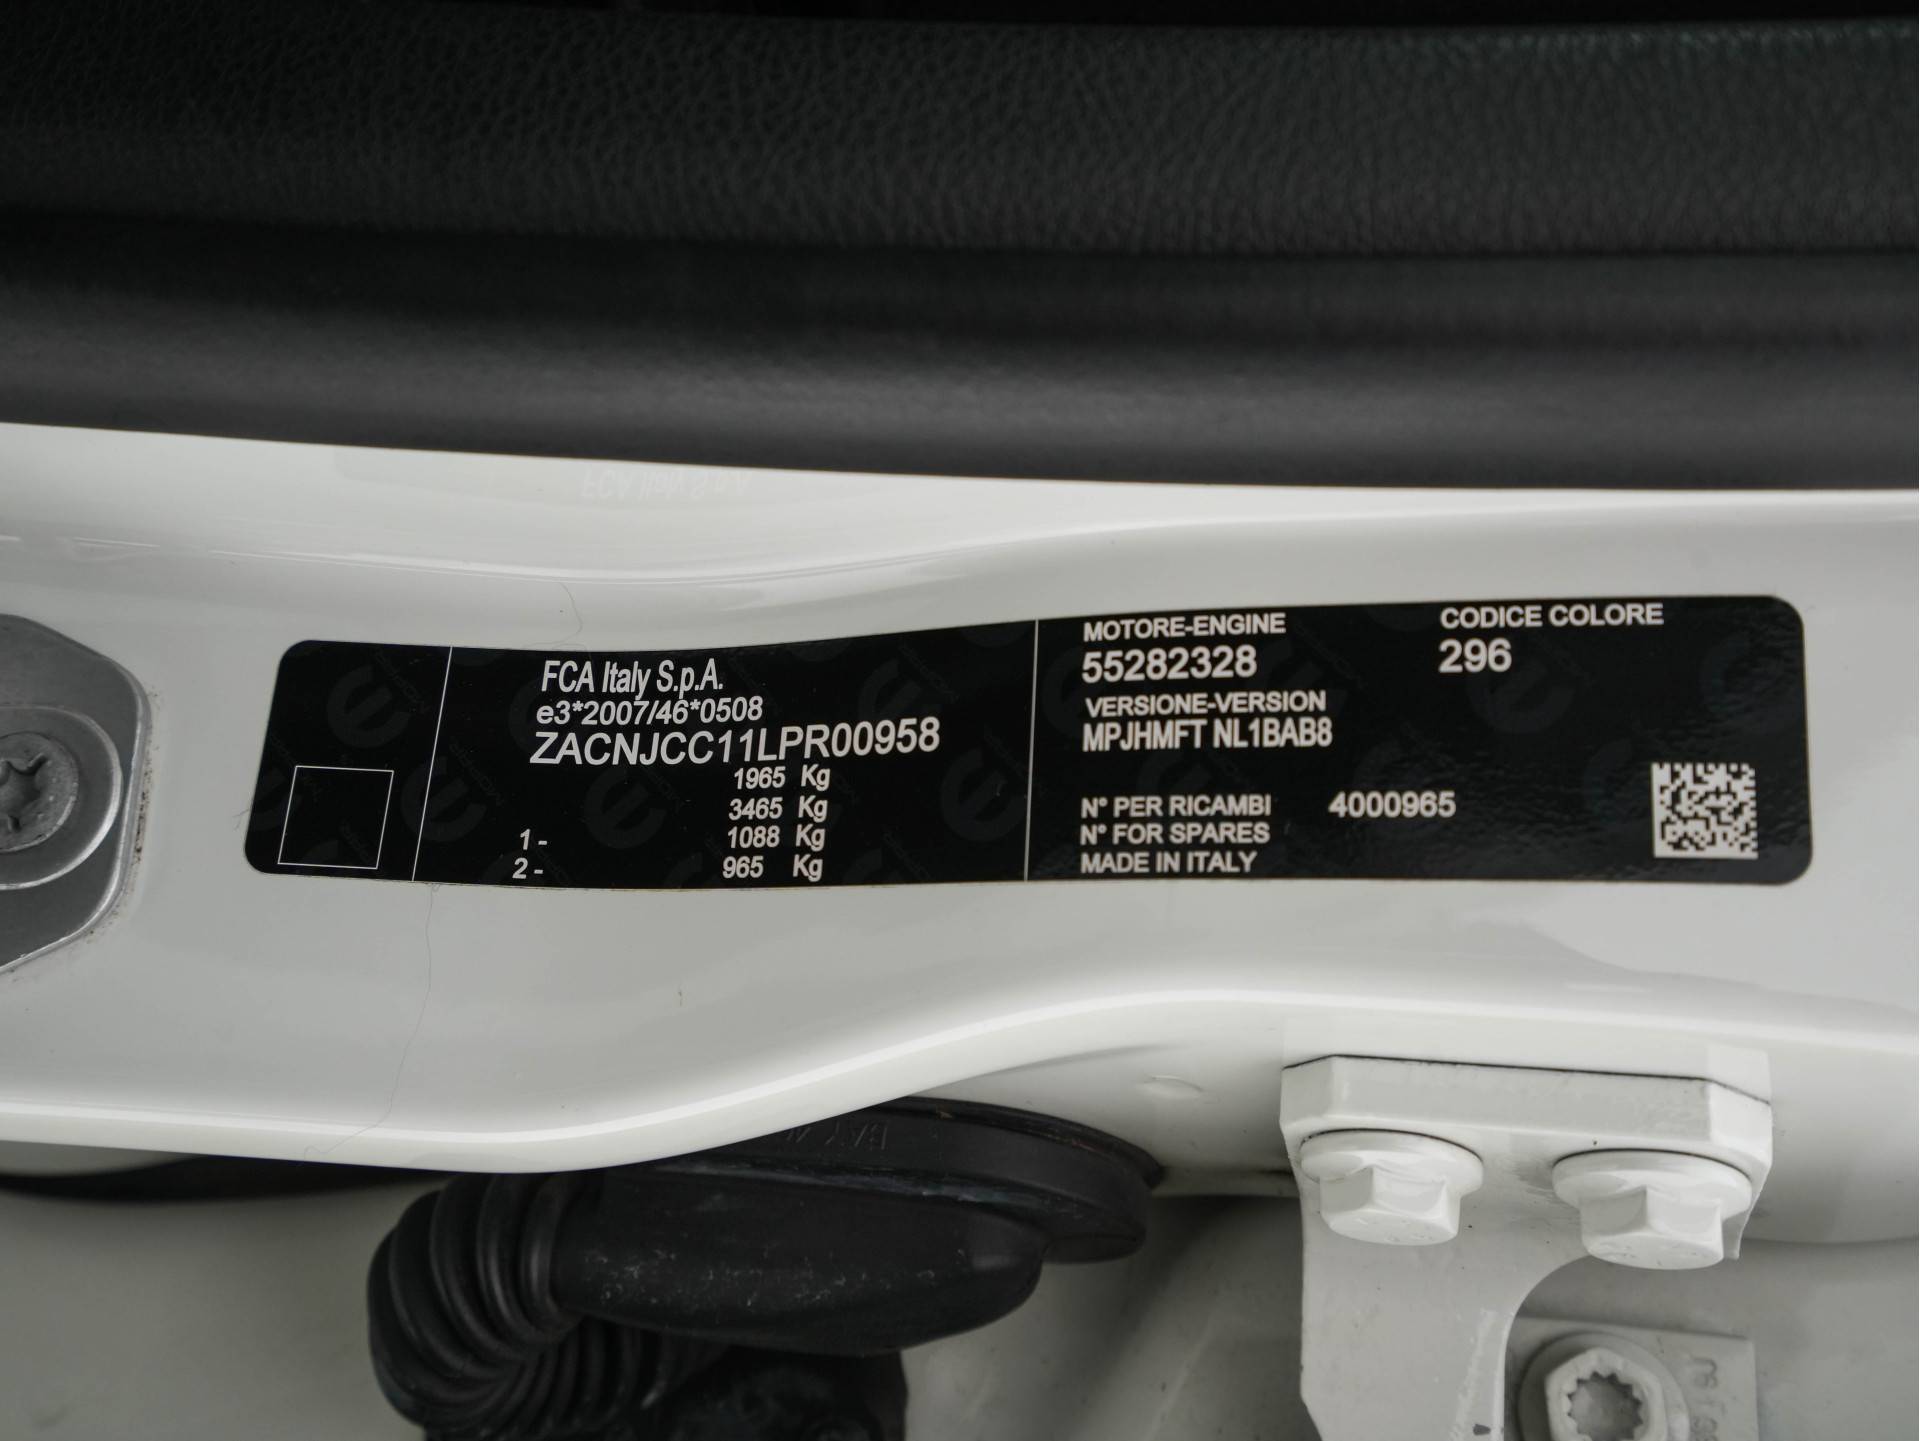 FCA Italy S.p.A.
e3*2007/46*0508
ZACNJCC11LPR00958
1965 Kg
3465 Kg
1- 1088 Kg
2- 965 Kg
MOTORE-ENGINE
55282328
VERSIONE-VERSION
MPJHMFT NL1BAB8
N° PER RICAMBI 4000965
N° FOR SPARES
MADE IN ITALY
CODICE COLORE
296